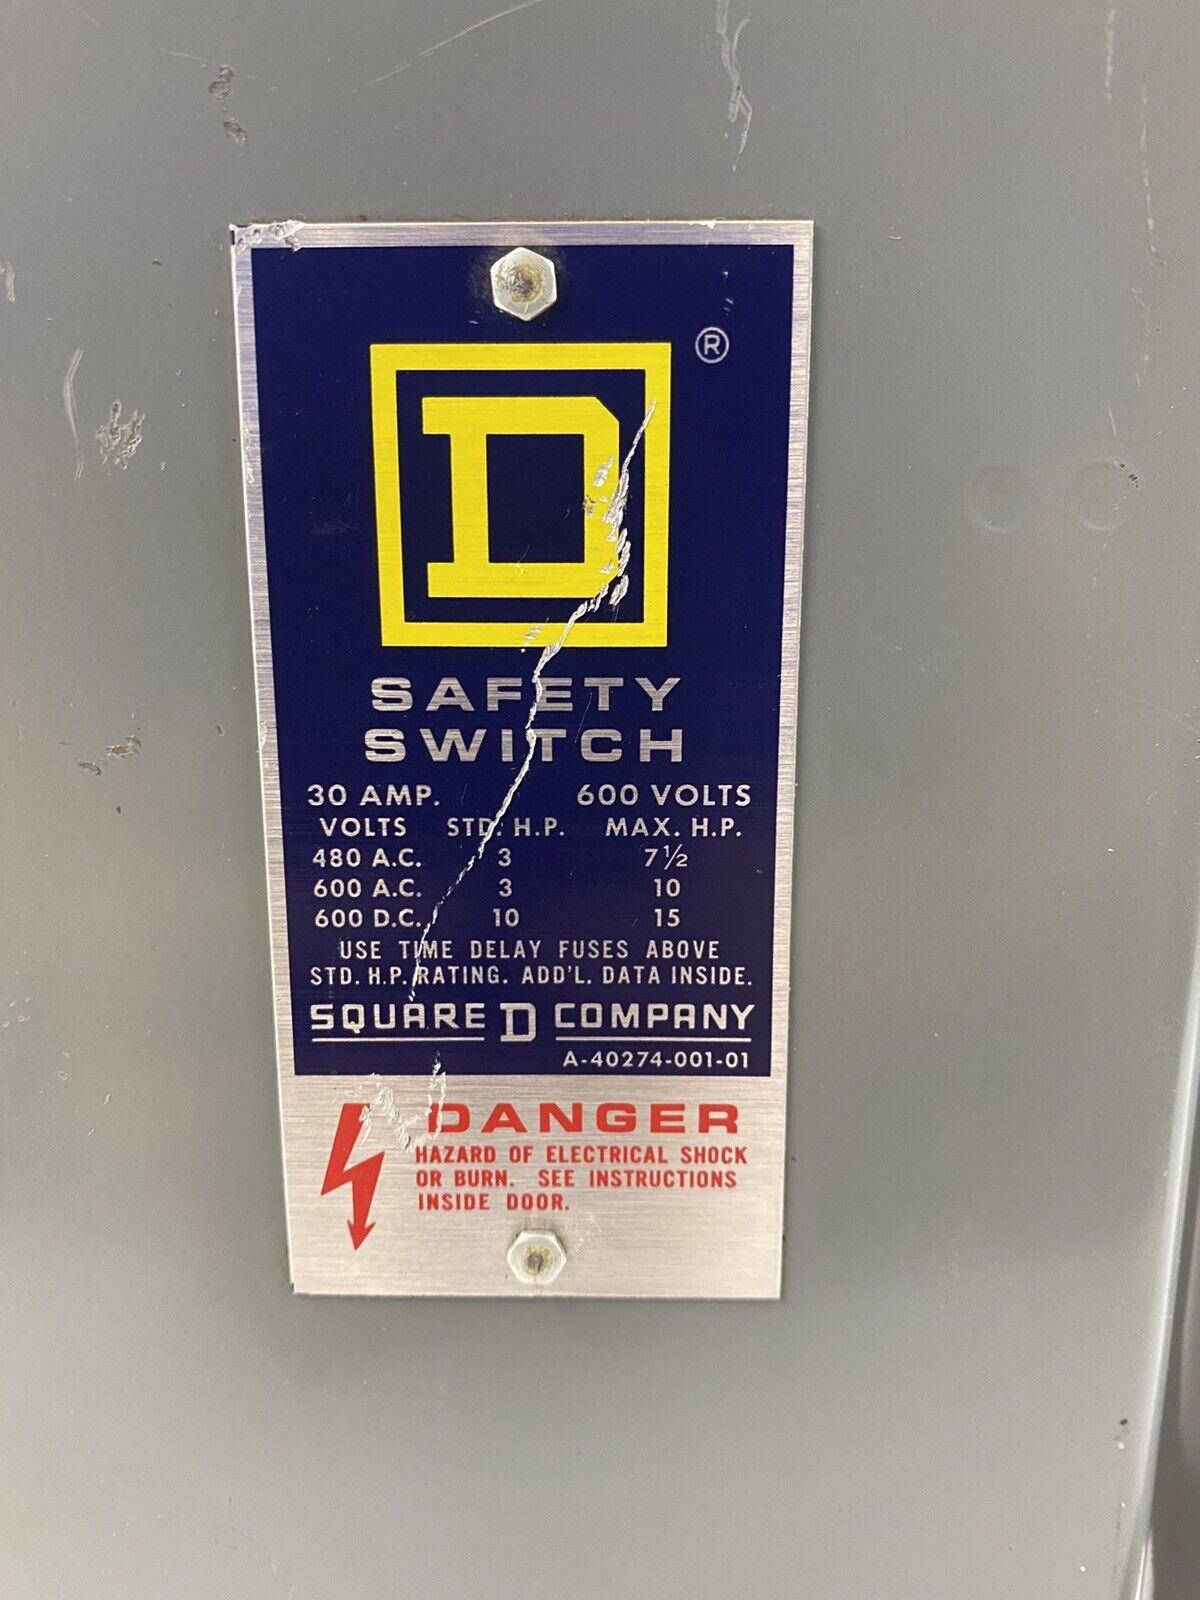 ®
D
SAFETY
SWITCH
30 AMP. 600 VOLTS
VOLTS STD. H.P. MAX. H.P.
480 A.C. 3 7 1/2
600 A.C. 3 10
600 D.C. 10 15
USE TIME DELAY FUSES ABOVE
STD. H.P. RATING. ADD'L. DATA INSIDE.
SQUARE D COMPANY
A-40274-001-01
DANGER
HAZARD OF ELECTRICAL SHOCK
OR BURN. SEE INSTRUCTIONS
INSIDE DOOR.